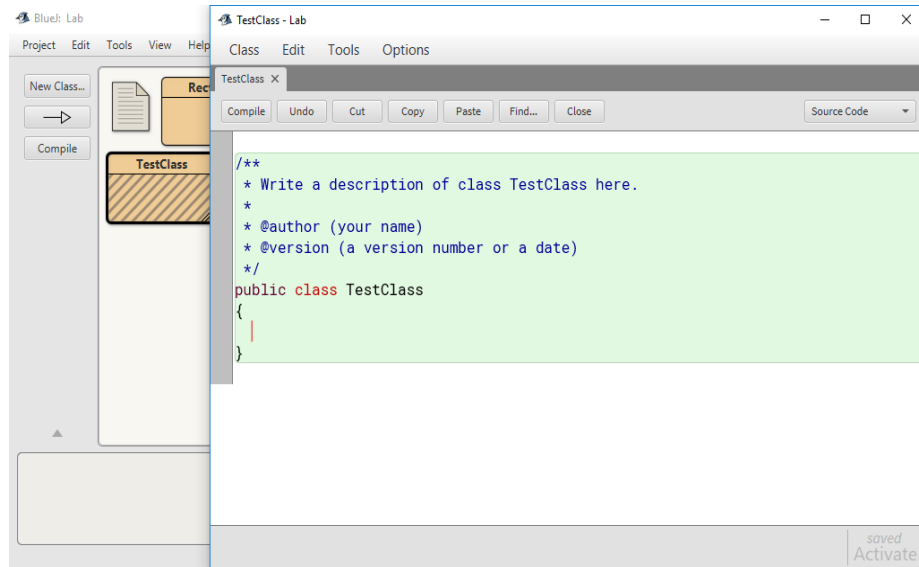 BlueJ: Lab
Project Edit Tools View Help
New Class...
Compile
Rec
TestClass
TestClass - Lab
Class Edit Tools Options
TestClass
Compile Undo Cut Copy Paste Find... Close Source Code
/**
* Write a description of class TestClass here.
*
* @author (your name)
* @version (a version number or a date)
*/
public class TestClass
{
}
saved
Activate